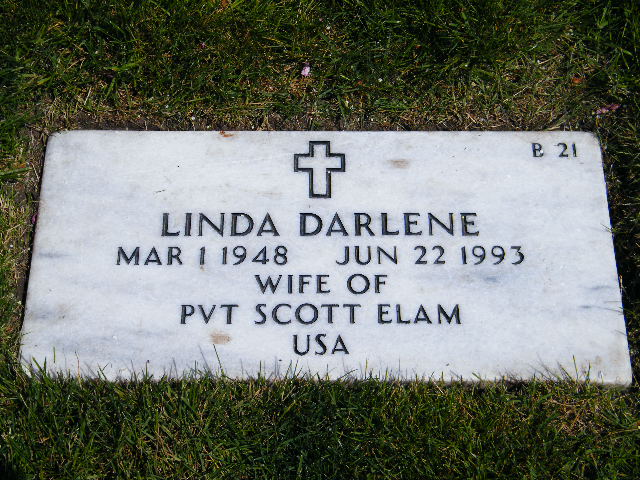 B 21
LINDA DARLENE
MAR 1 1948 JUN 22 1993
WIFE OF
PVT SCOTT ELAM
USA